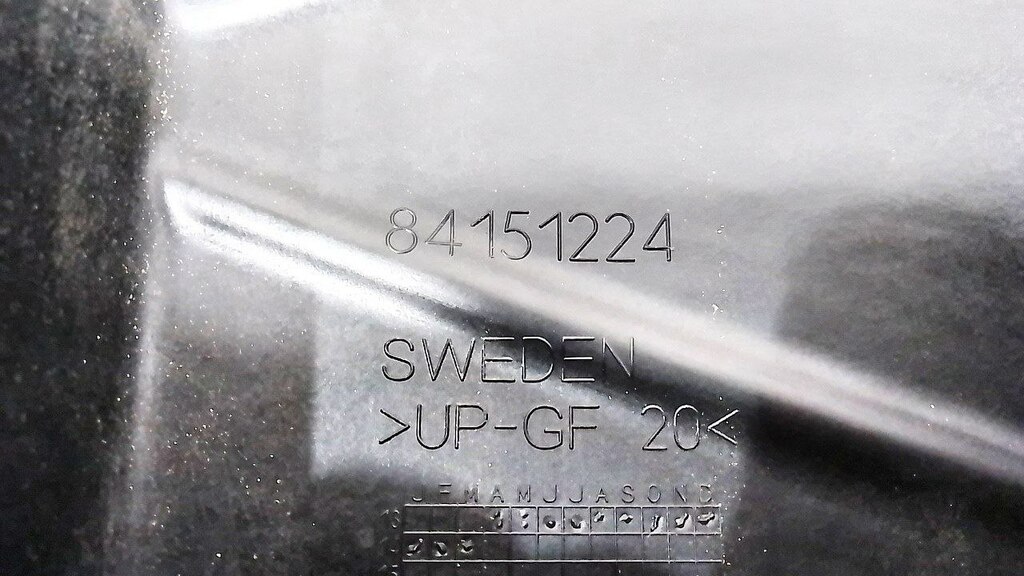 84151224
SWEDEN
>UP-GF 20<
J F M A M J J A S O N D